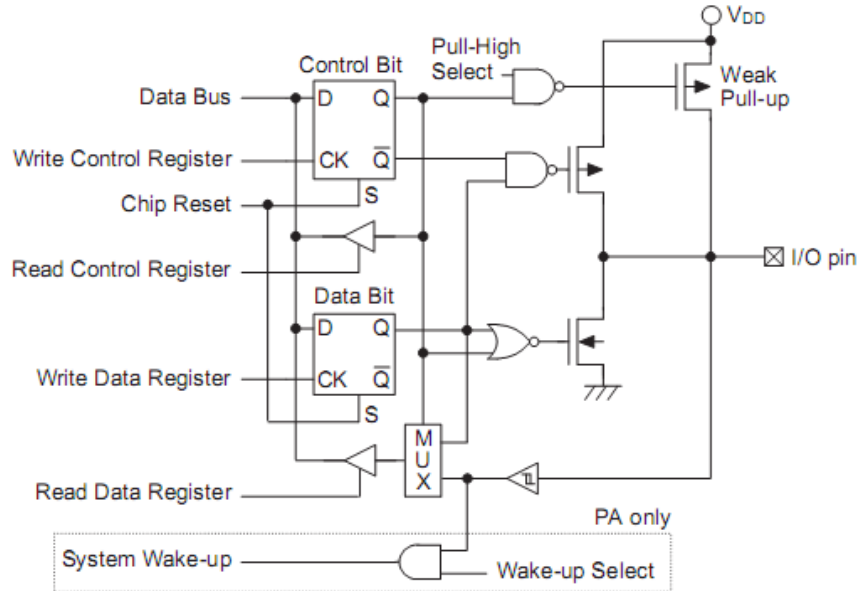 VDD
Pull-High
Select
Control Bit
Weak
Pull-up
Data Bus
D
Q
Write Control Register
CK
Q
Chip Reset
S
Read Control Register
I/O pin
Data Bit
D
Q
Write Data Register
CK
Q
S
M
U
X
Read Data Register
PA only
System Wake-up
Wake-up Select